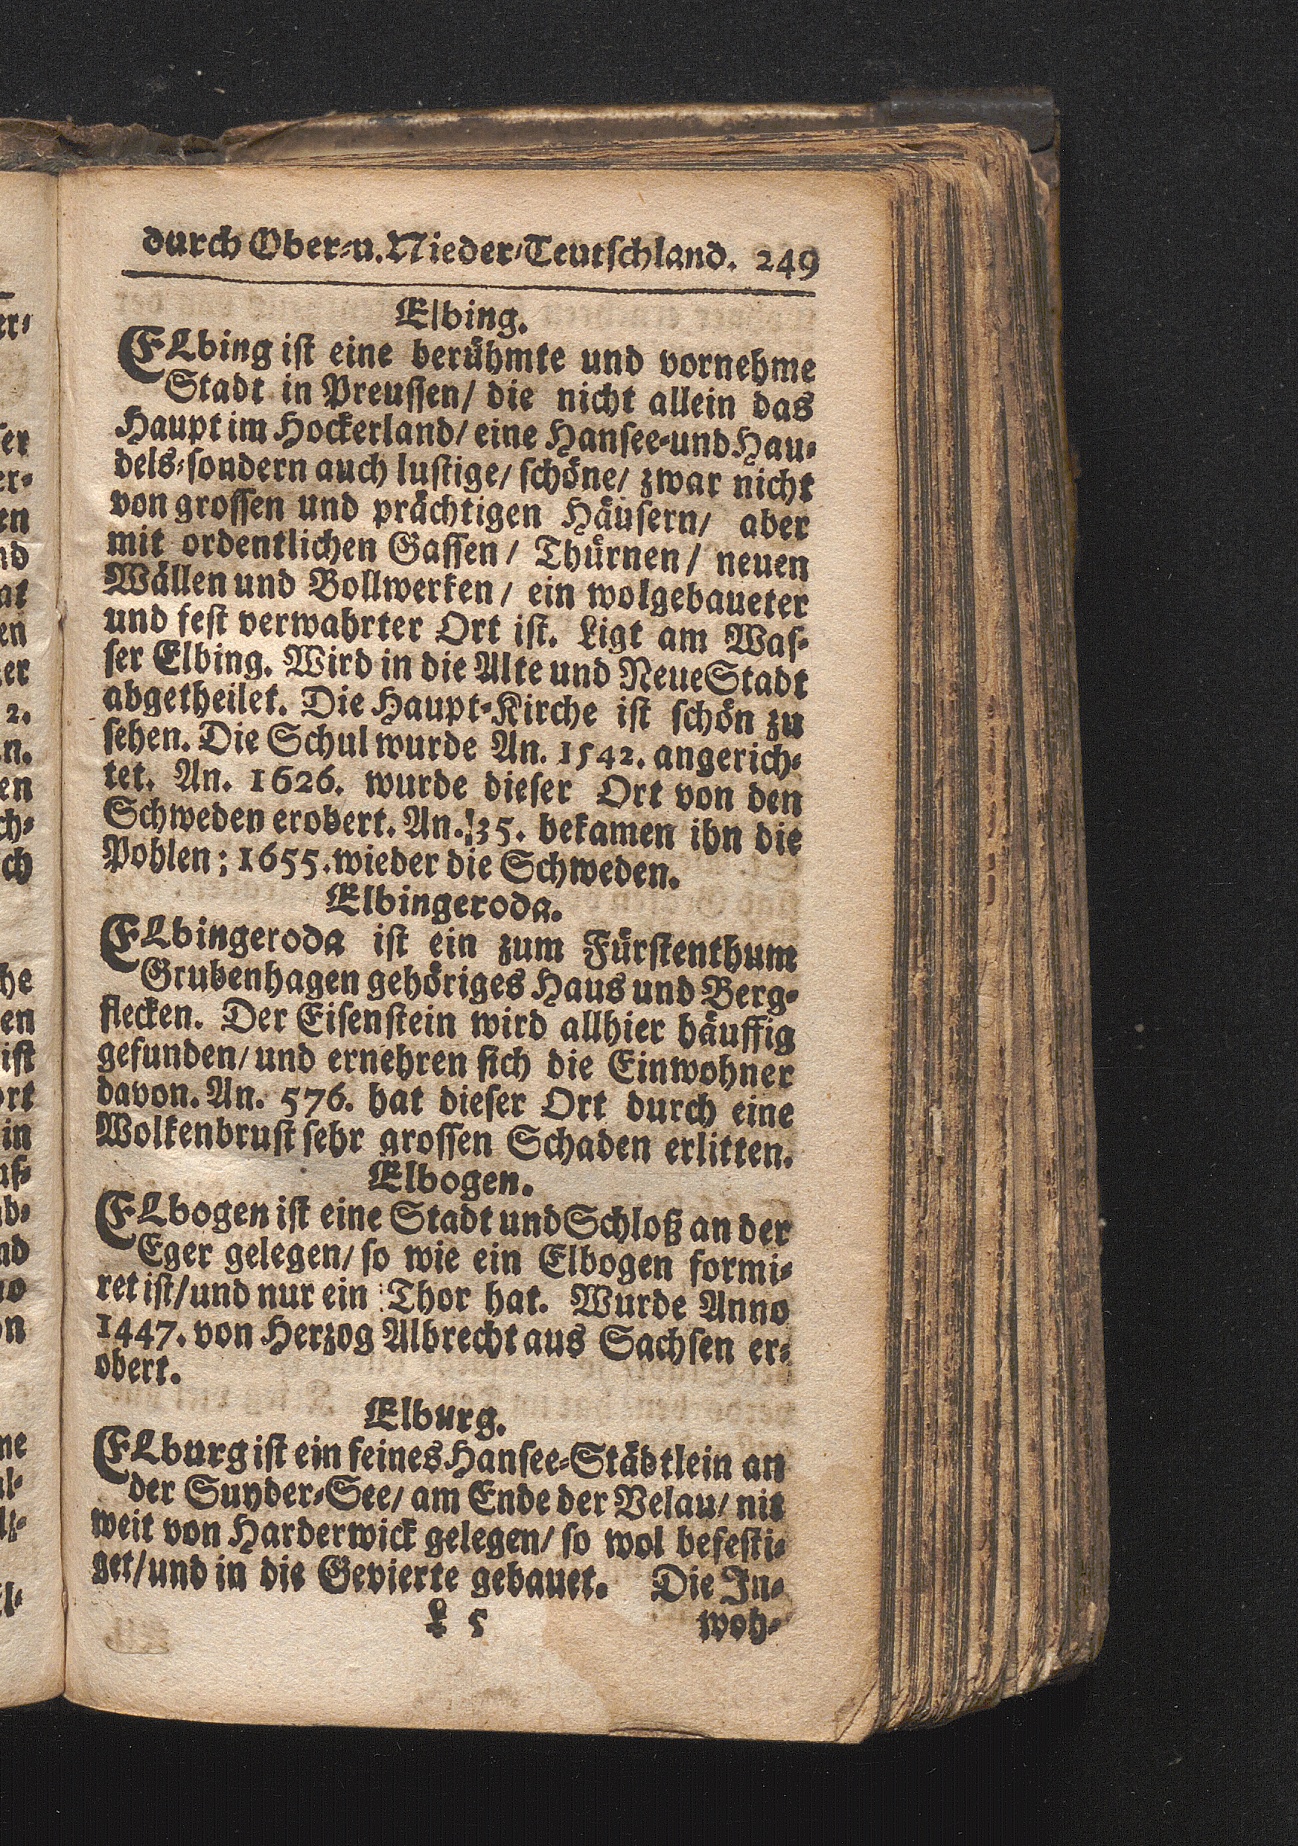 durch Ober-u. Nieder-Teutschland. 249
Elbing.
ELbing ist eine berühmte und vornehme
Stadt in Preussen/ die nicht allein das
Haupt im Hockerland/ eine Hansee-und Hau-
dels-sondern auch lustige/ schöne/ zwar nicht
von grossen und prächtigen Häusern/ aber
mit ordentlichen Gassen/ Thürnen/ neuen
Wällen und Bollwerken/ ein wolgebaueter
und fest verwahrter Ort ist. Ligt am Was-
ser Elbing. Wird in die Alte und Neue Stadt
abgetheilet. Die Haupt-Kirche ist schön zu
sehen. Die Schul wurde An. 1542. angerich-
tet. An. 1626. wurde dieser Ort von den
Schweden erobert. An. 35. bekamen ihn die
Pohlen; 1655. wieder die Schweden.
Elbingeroda.
ELbingeroda ist ein zum Fürstenthum
Grubenhagen gehöriges Haus und Berg-
flecken. Der Eisenstein wird allhier häuffig
gefunden/ und ernehren sich die Einwohner
davon. An. 576. hat dieser Ort durch eine
Wolkenbrust sehr grossen Schaden erlitten.
Elbogen.
ELbogen ist eine Stadt und Schloß an der
Eger gelegen/ so wie ein Elbogen formi-
ret ist/ und nur ein Thor hat. Wurde Anno
1447. von Herzog Albrecht aus Sachsen er-
obert.
Elburg.
ELburg ist ein feines Hansee-Städtlein an
der Suyder-See/ am Ende der Velau/ nit
weit von Harderwick gelegen/ so wol befesti-
get/ und in die Gevierte gebauet. Die In-
L 5 woh-